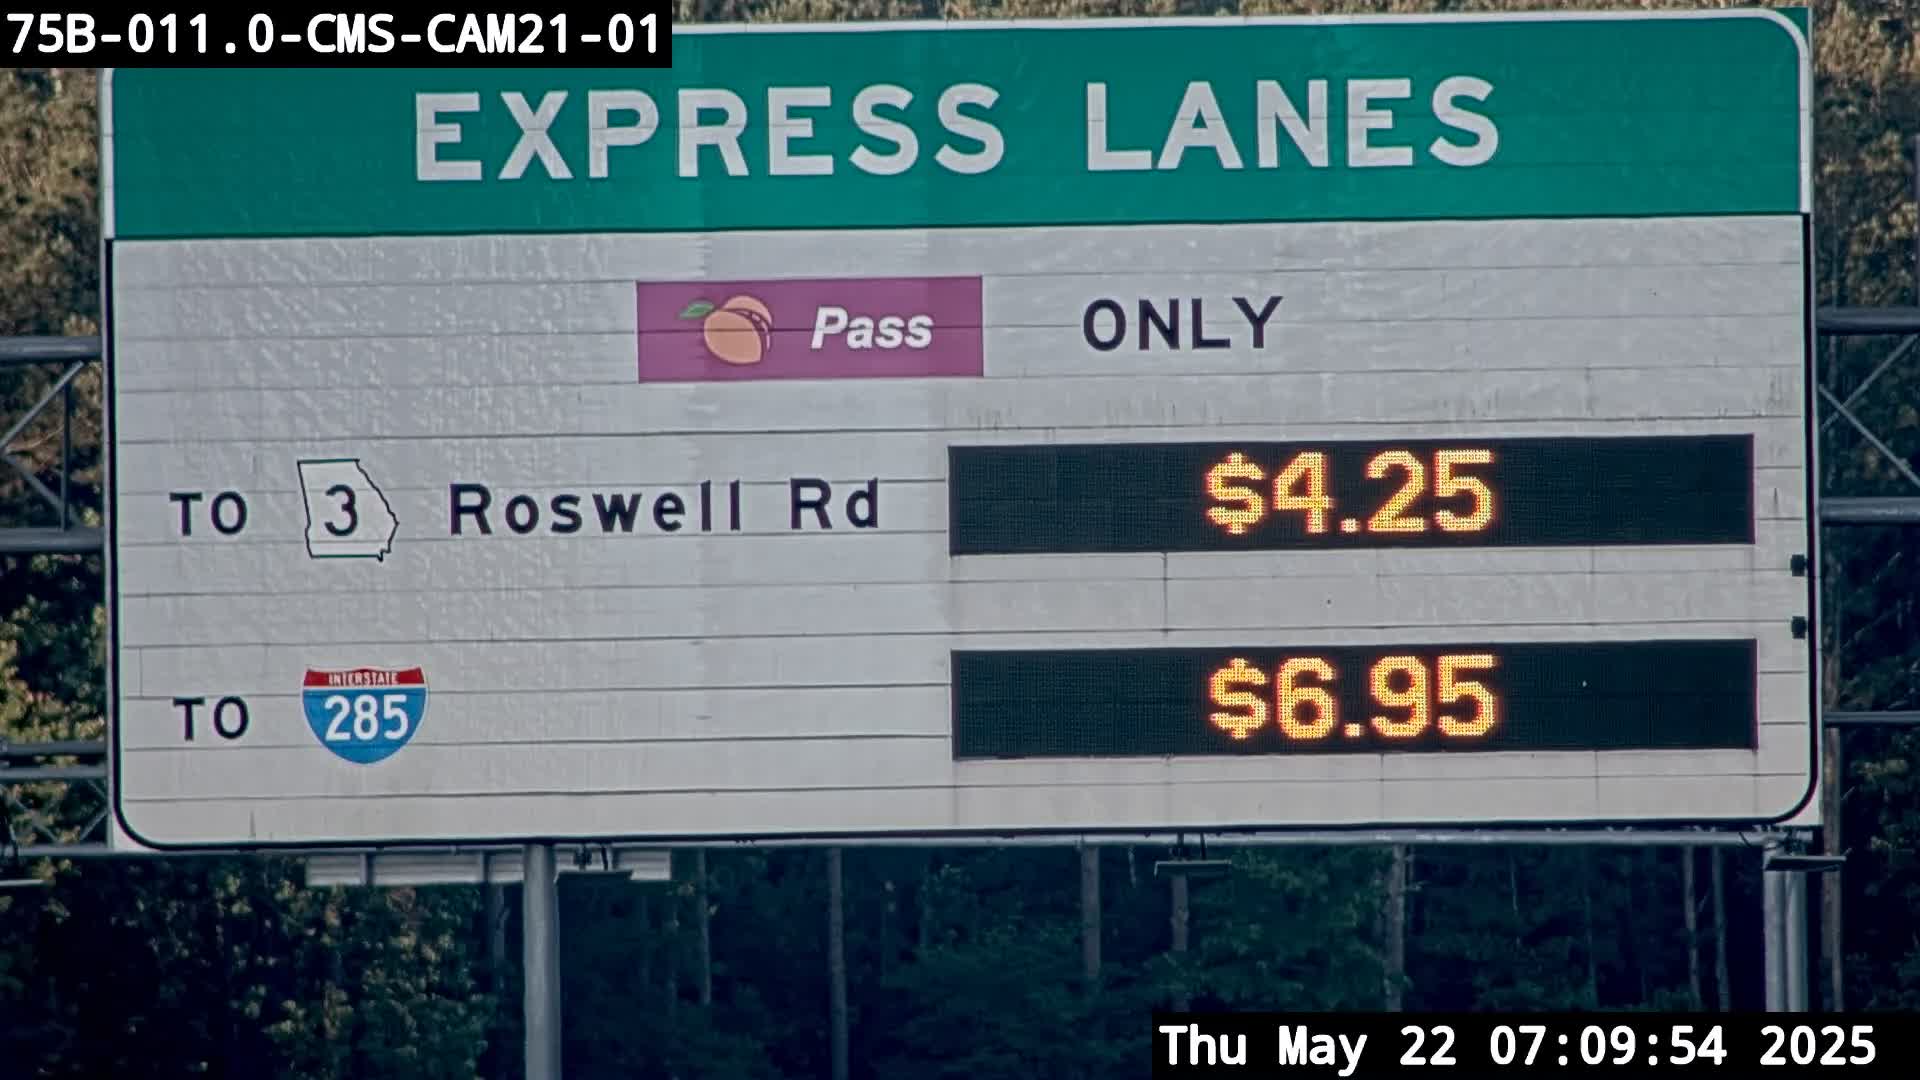 75B-011.0-CMS-CAM21-01
EXPRESS LANES
Pass ONLY
TO 3 Roswell Rd $4.25
TO INTERSTATE 285 $6.95
Thu May 22 07:09:54 2025